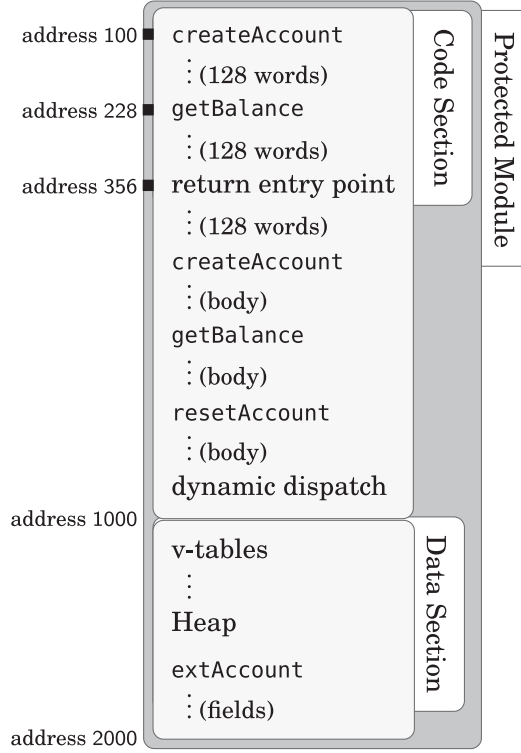 address 100
createAccount
⋮ (128 words)
address 228
getBalance
⋮ (128 words)
address 356
return entry point
⋮ (128 words)
createAccount
⋮ (body)
getBalance
⋮ (body)
resetAccount
⋮ (body)
dynamic dispatch
address 1000
v-tables
⋮
Heap
extAccount
⋮ (fields)
address 2000
Code Section
Data Section
Protected Module